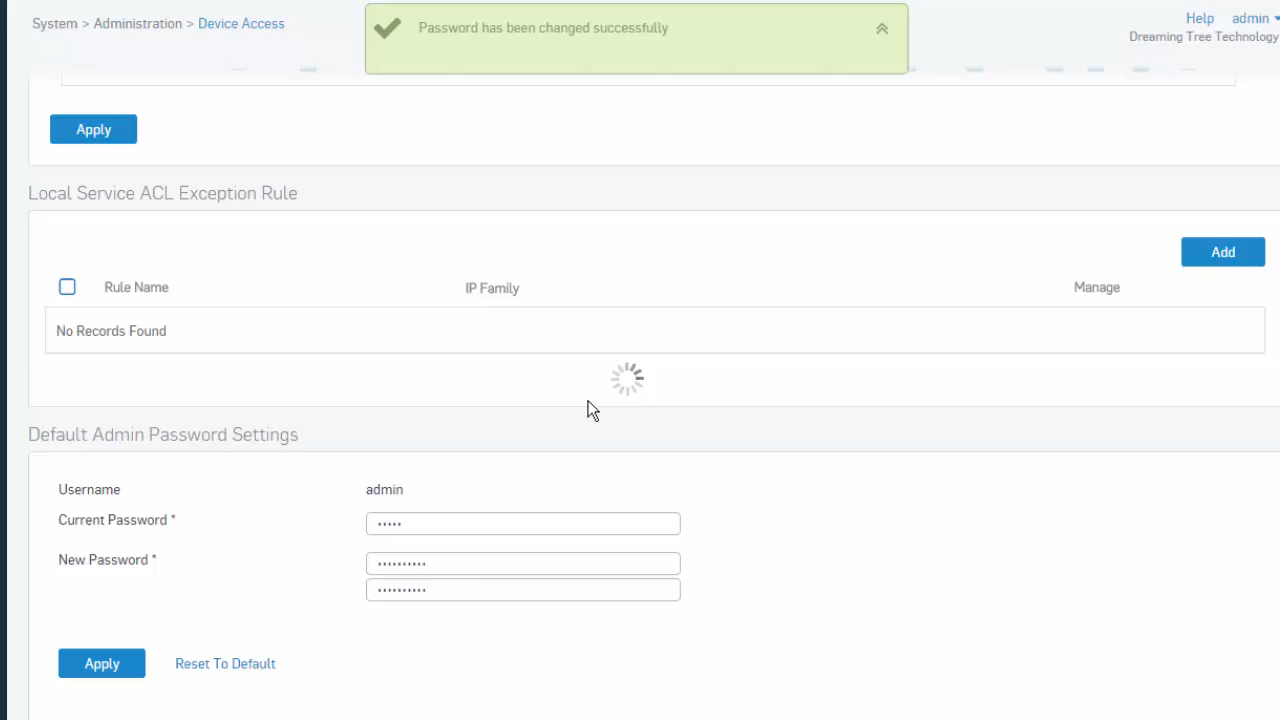 System > Administration > Device Access
Password has been changed successfully
Help admin
Dreaming Tree Technology
Apply
Local Service ACL Exception Rule
Add
Rule Name IP Family Manage
No Records Found
Default Admin Password Settings
Username admin
Current Password * •••••
New Password * ••••••••••
••••••••••
Apply Reset To Default